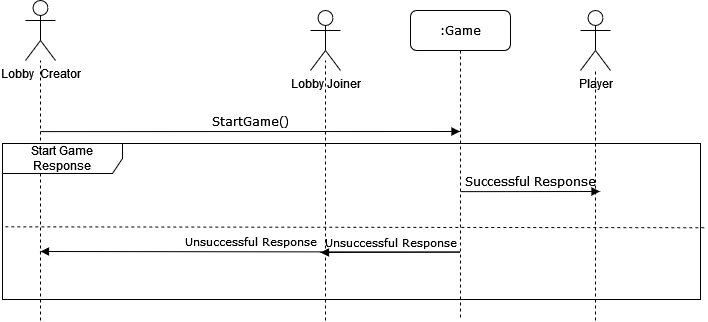 :Game
Lobby Creator
Lobby Joiner
Player
StartGame()
Start Game
Response
Successful Response
Unsuccessful Response
Unsuccessful Response